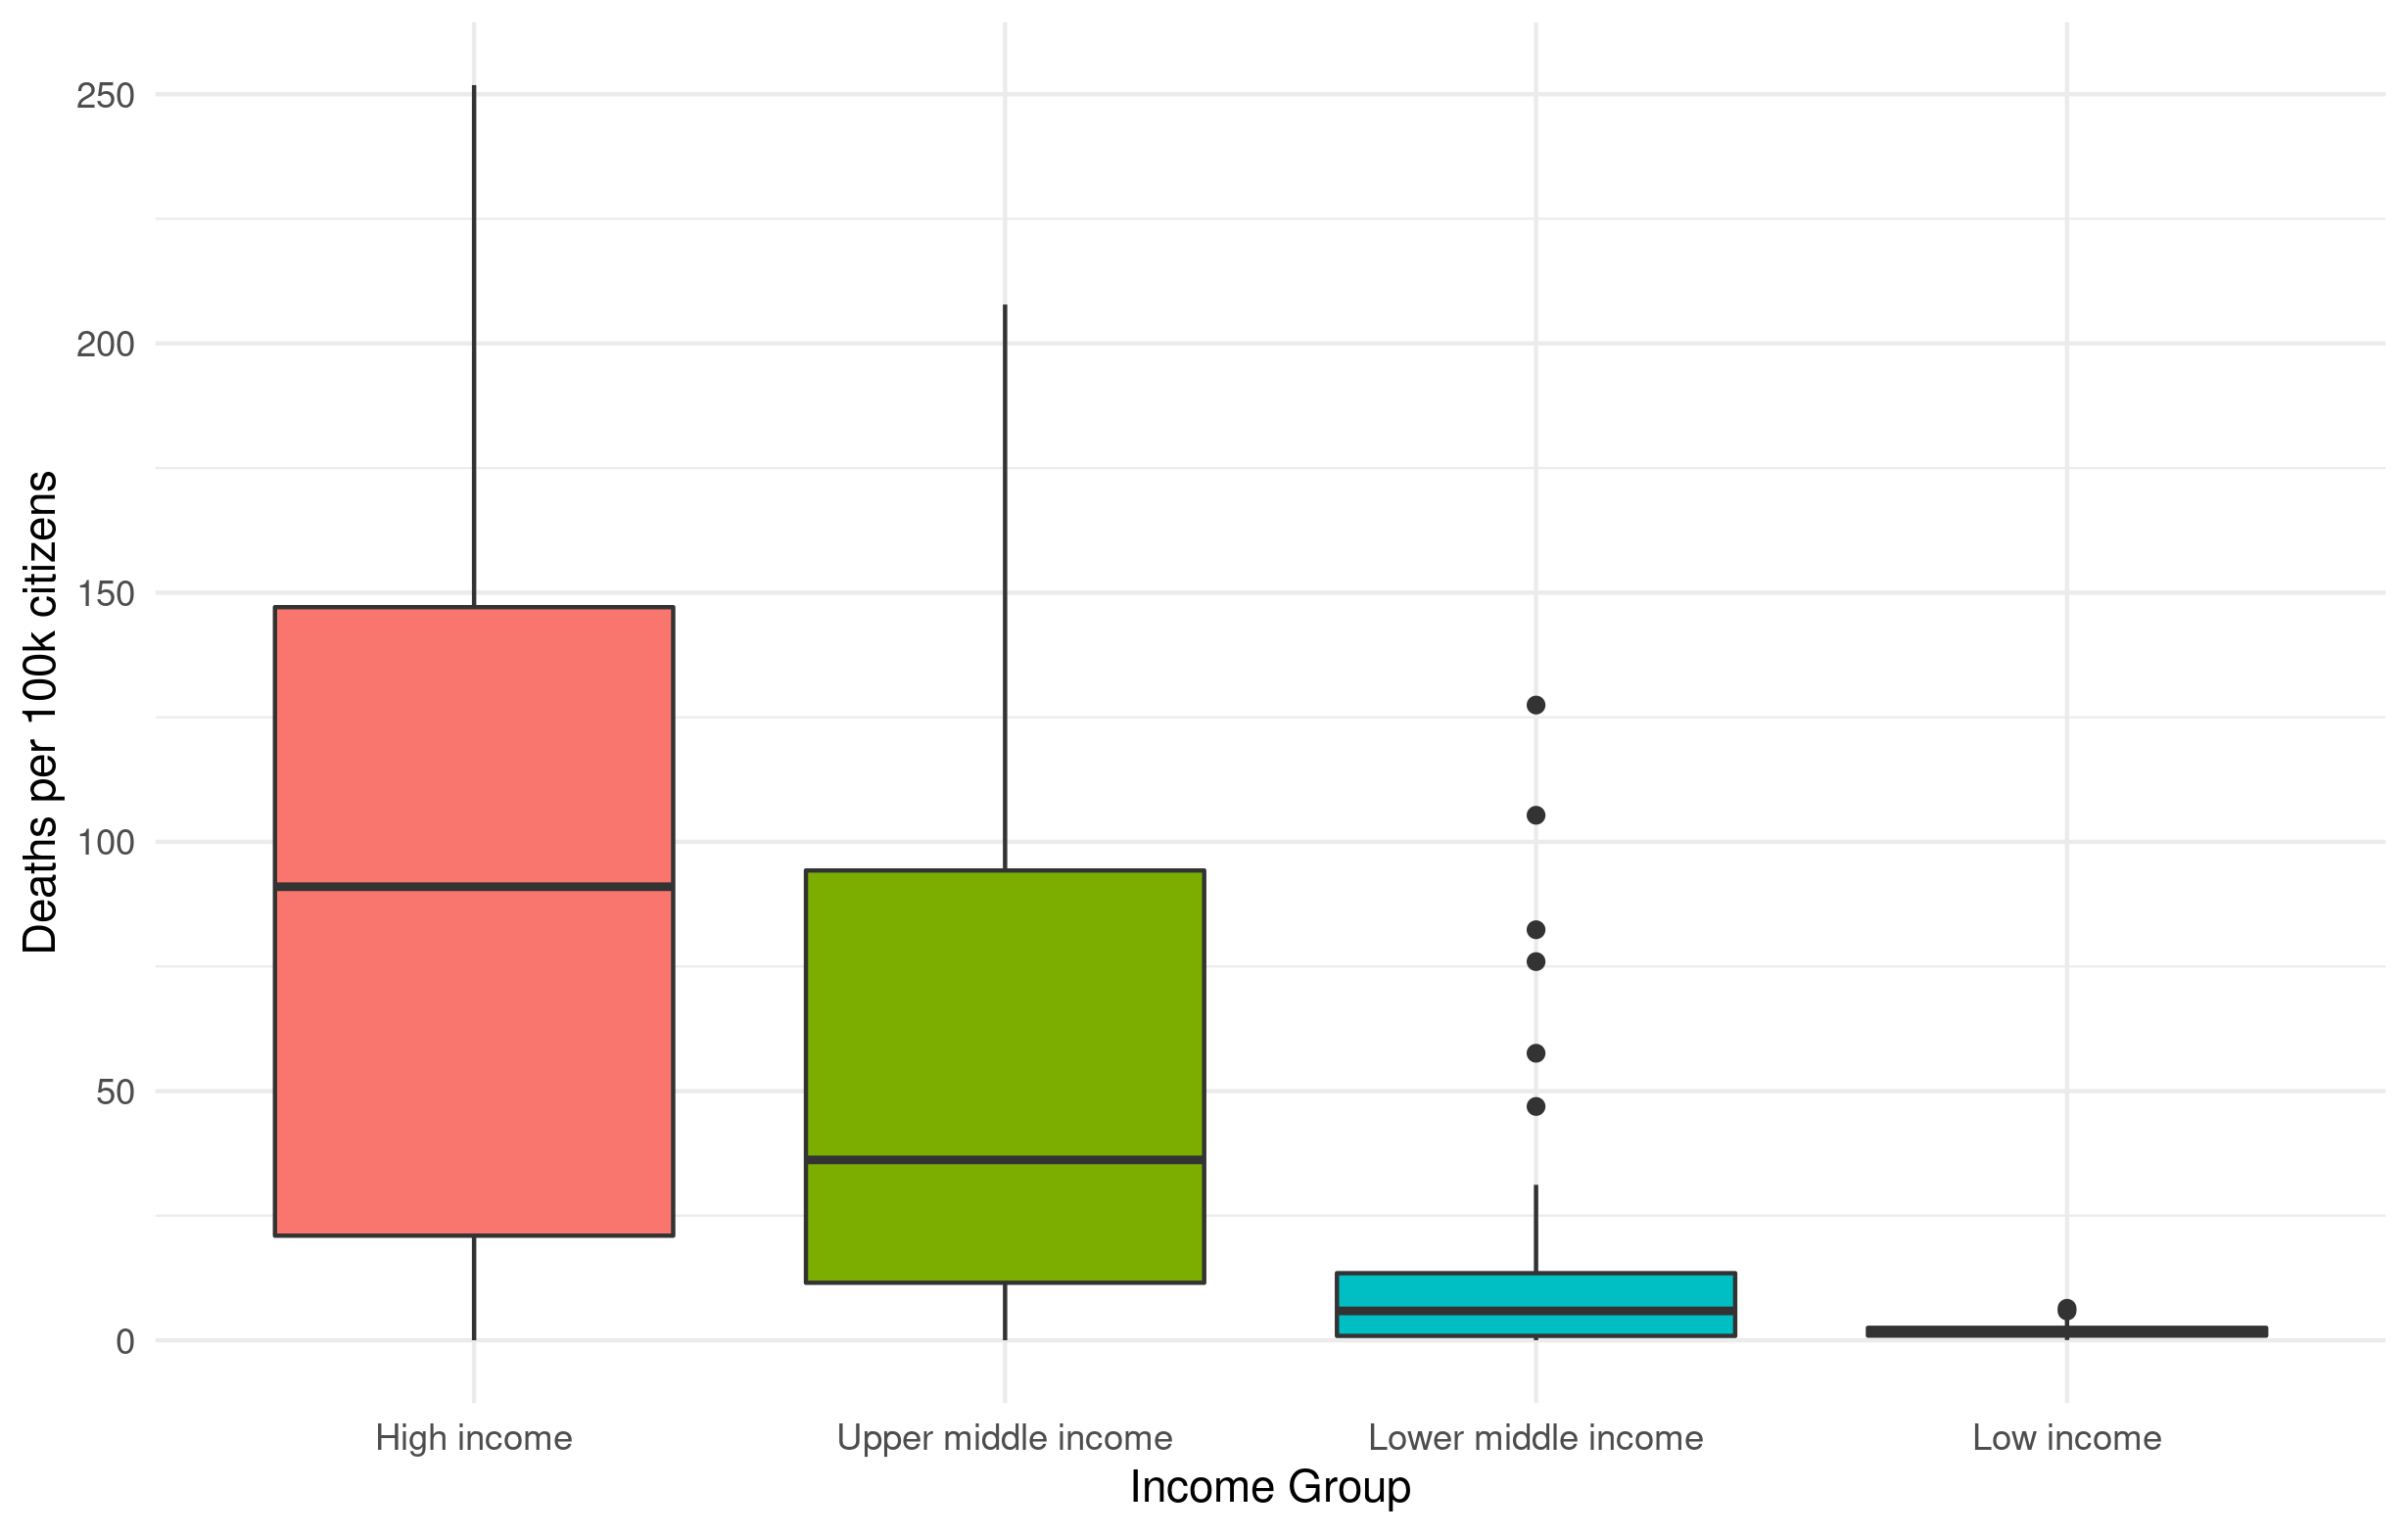 250
200
150
100
50
0
Deaths per 100k citizens
High income
Upper middle income
Lower middle income
Low income
Income Group